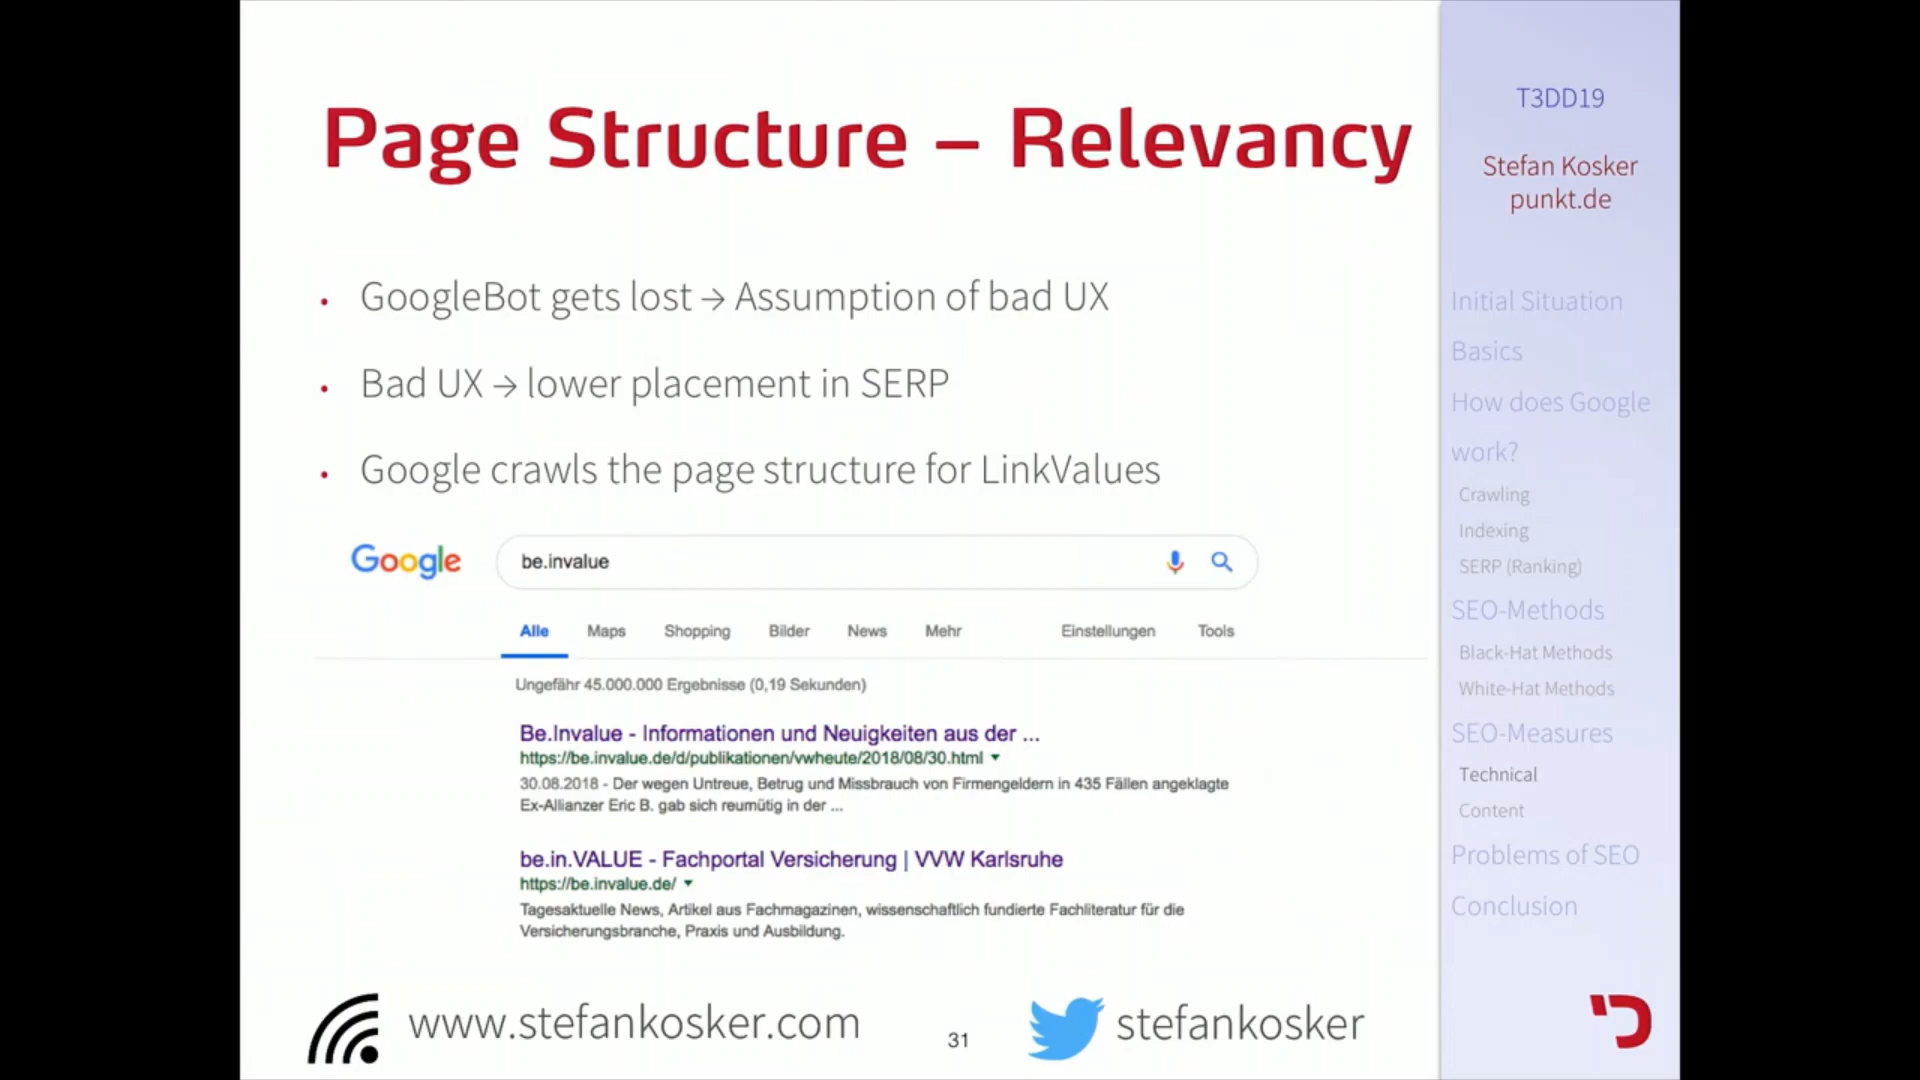 Page Structure – Relevancy
• GoogleBot gets lost → Assumption of bad UX
• Bad UX → lower placement in SERP
• Google crawls the page structure for LinkValues
Google
be.invalue
Alle Maps Shopping Bilder News Mehr Einstellungen Tools
Ungefähr 45.000.000 Ergebnisse (0,19 Sekunden)
Be.Invalue - Informationen und Neuigkeiten aus der ...
https://be.invalue.de/d/publikationen/vwheute/2018/08/30.html
30.08.2018 - Der wegen Untreue, Betrug und Missbrauch von Firmengeldern in 435 Fällen angeklagte
Ex-Allianzer Eric B. gab sich reumütig in der ...
be.in.VALUE - Fachportal Versicherung | VVW Karlsruhe
https://be.invalue.de/
Tagesaktuelle News, Artikel aus Fachmagazinen, wissenschaftlich fundierte Fachliteratur für die
Versicherungsbranche, Praxis und Ausbildung.
www.stefankosker.com
31
stefankosker
T3DD19
Stefan Kosker
punkt.de
Initial Situation
Basics
How does Google
work?
Crawling
Indexing
SERP (Ranking)
SEO-Methods
Black-Hat Methods
White-Hat Methods
SEO-Measures
Technical
Content
Problems of SEO
Conclusion